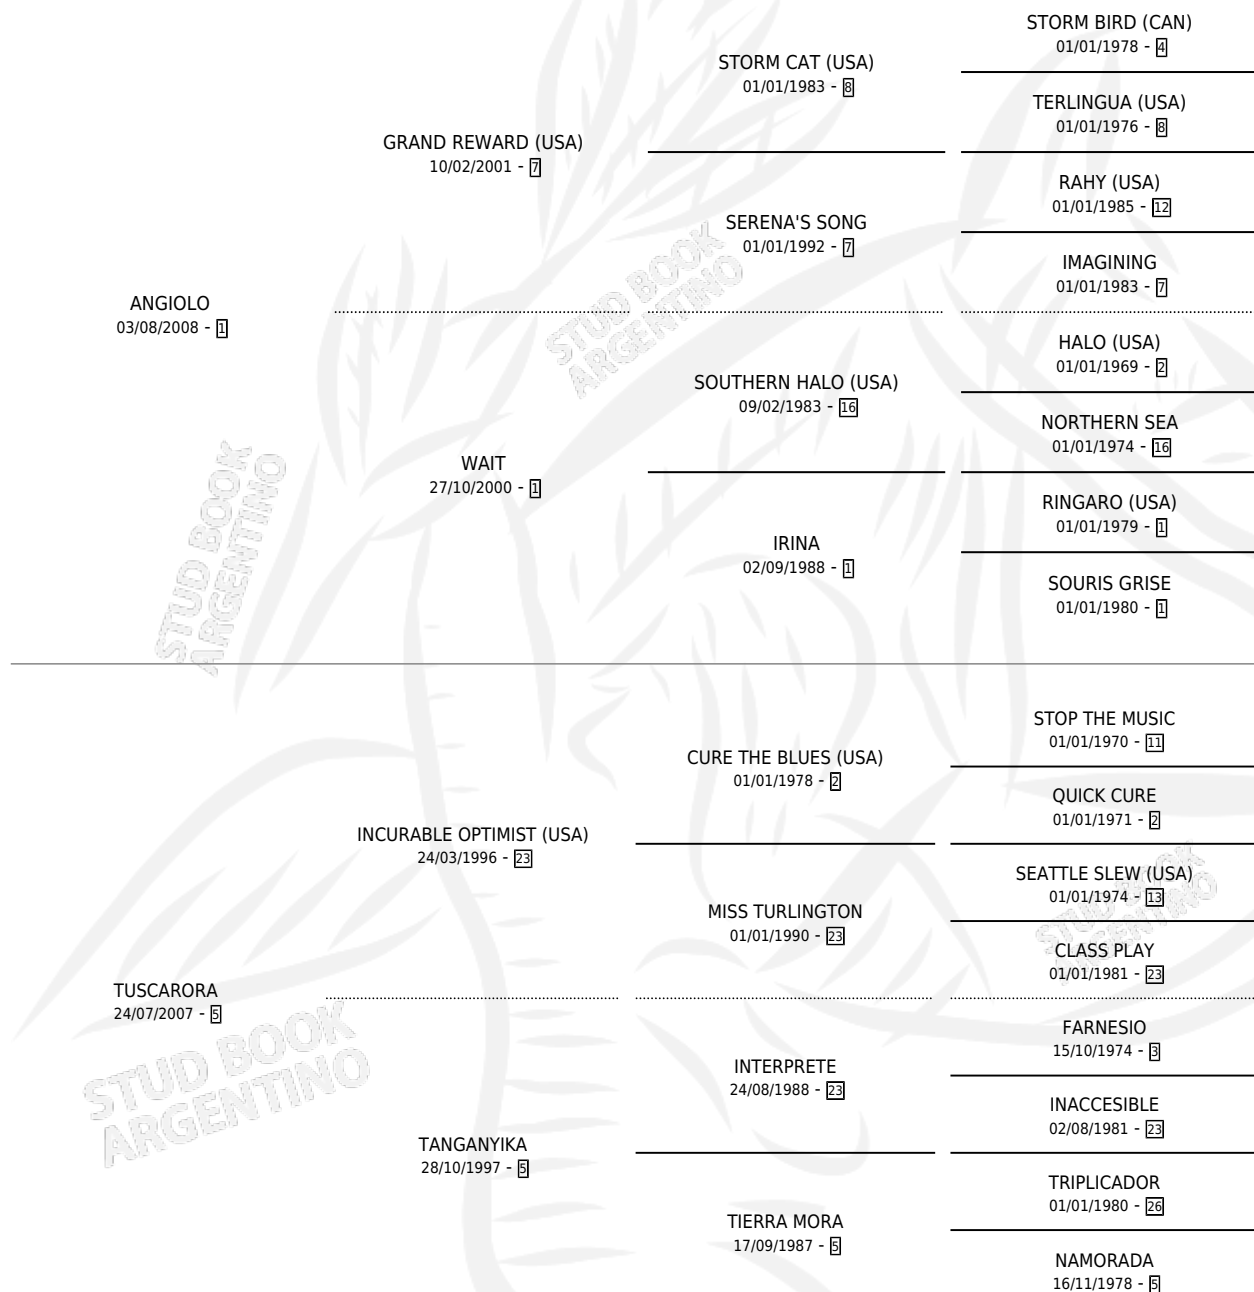 STORM BIRD (CAN)
01/01/1978 - 4
STORM CAT (USA)
01/01/1983 - 8
TERLINGUA (USA)
01/01/1976 - 8
GRAND REWARD (USA)
10/02/2001 - 7
RAHY (USA)
01/01/1985 - 12
SERENA'S SONG
01/01/1992 - 7
IMAGINING
01/01/1983 - 7
ANGIOLO
03/08/2008 - 1
HALO (USA)
01/01/1969 - 2
SOUTHERN HALO (USA)
09/02/1983 - 16
NORTHERN SEA
01/01/1974 - 16
WAIT
27/10/2000 - 1
RINGARO (USA)
01/01/1979 - 1
IRINA
02/09/1988 - 1
SOURIS GRISE
01/01/1980 - 1
STUD BOOK
ARGENTINO
STUD BOOK
ARGENTINO
STOP THE MUSIC
01/01/1970 - 11
CURE THE BLUES (USA)
01/01/1978 - 2
QUICK CURE
01/01/1971 - 2
INCURABLE OPTIMIST (USA)
24/03/1996 - 23
SEATTLE SLEW (USA)
01/01/1974 - 13
MISS TURLINGTON
01/01/1990 - 23
CLASS PLAY
01/01/1981 - 23
TUSCARORA
24/07/2007 - 5
FARNESIO
15/10/1974 - 3
INTERPRETE
24/08/1988 - 23
INACCESIBLE
02/08/1981 - 23
TANGANYIKA
28/10/1997 - 5
TRIPLICADOR
01/01/1980 - 26
TIERRA MORA
17/09/1987 - 5
NAMORADA
16/11/1978 - 5
STUD BOOK
ARGENTINO
STUD BOOK
ARGENTINO